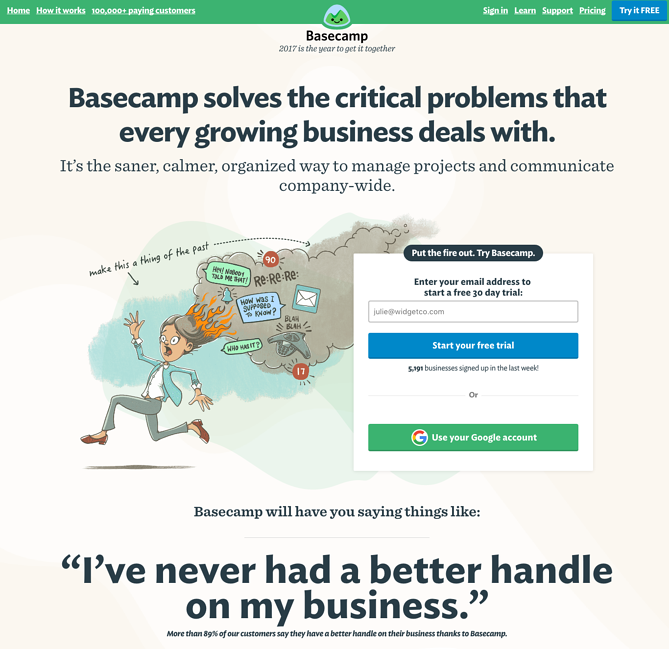 Home How it works 100,000+ paying customers
Sign in Learn Support Pricing Try it FREE
Basecamp
2017 is the year to get it together
Basecamp solves the critical problems that
every growing business deals with.
It's the saner, calmer, organized way to manage projects and communicate
company-wide.
make this a thing of the past
90
HEY! NOBODY
TOLD ME THAT!
Re:Re:Re:
HOW WAS I
SUPPOSED
TO KNOW?
BLAH
BLAH
WHO HAS IT?
17
Put the fire out. Try Basecamp.
Enter your email address to
start a free 30 day trial:
julie@widgetco.com
Start your free trial
5,191 businesses signed up in the last week!
Or
Use your Google account
Basecamp will have you saying things like:
“I've never had a better handle
on my business.”
More than 89% of our customers say they have a better handle on their business thanks to Basecamp.